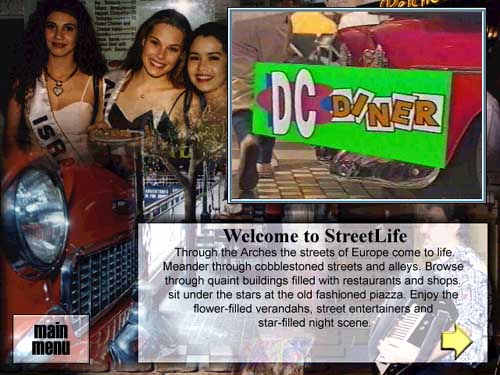 ISRA
DC DINER
Welcome to StreetLife
Through the Arches the streets of Europe come to life.
Meander through cobblestoned streets and alleys. Browse
through quaint buildings filled with restaurants and shops.
sit under the stars at the old fashioned piazza. Enjoy the
flower-filled verandahs, street entertainers and
star-filled night scene.
main
menu